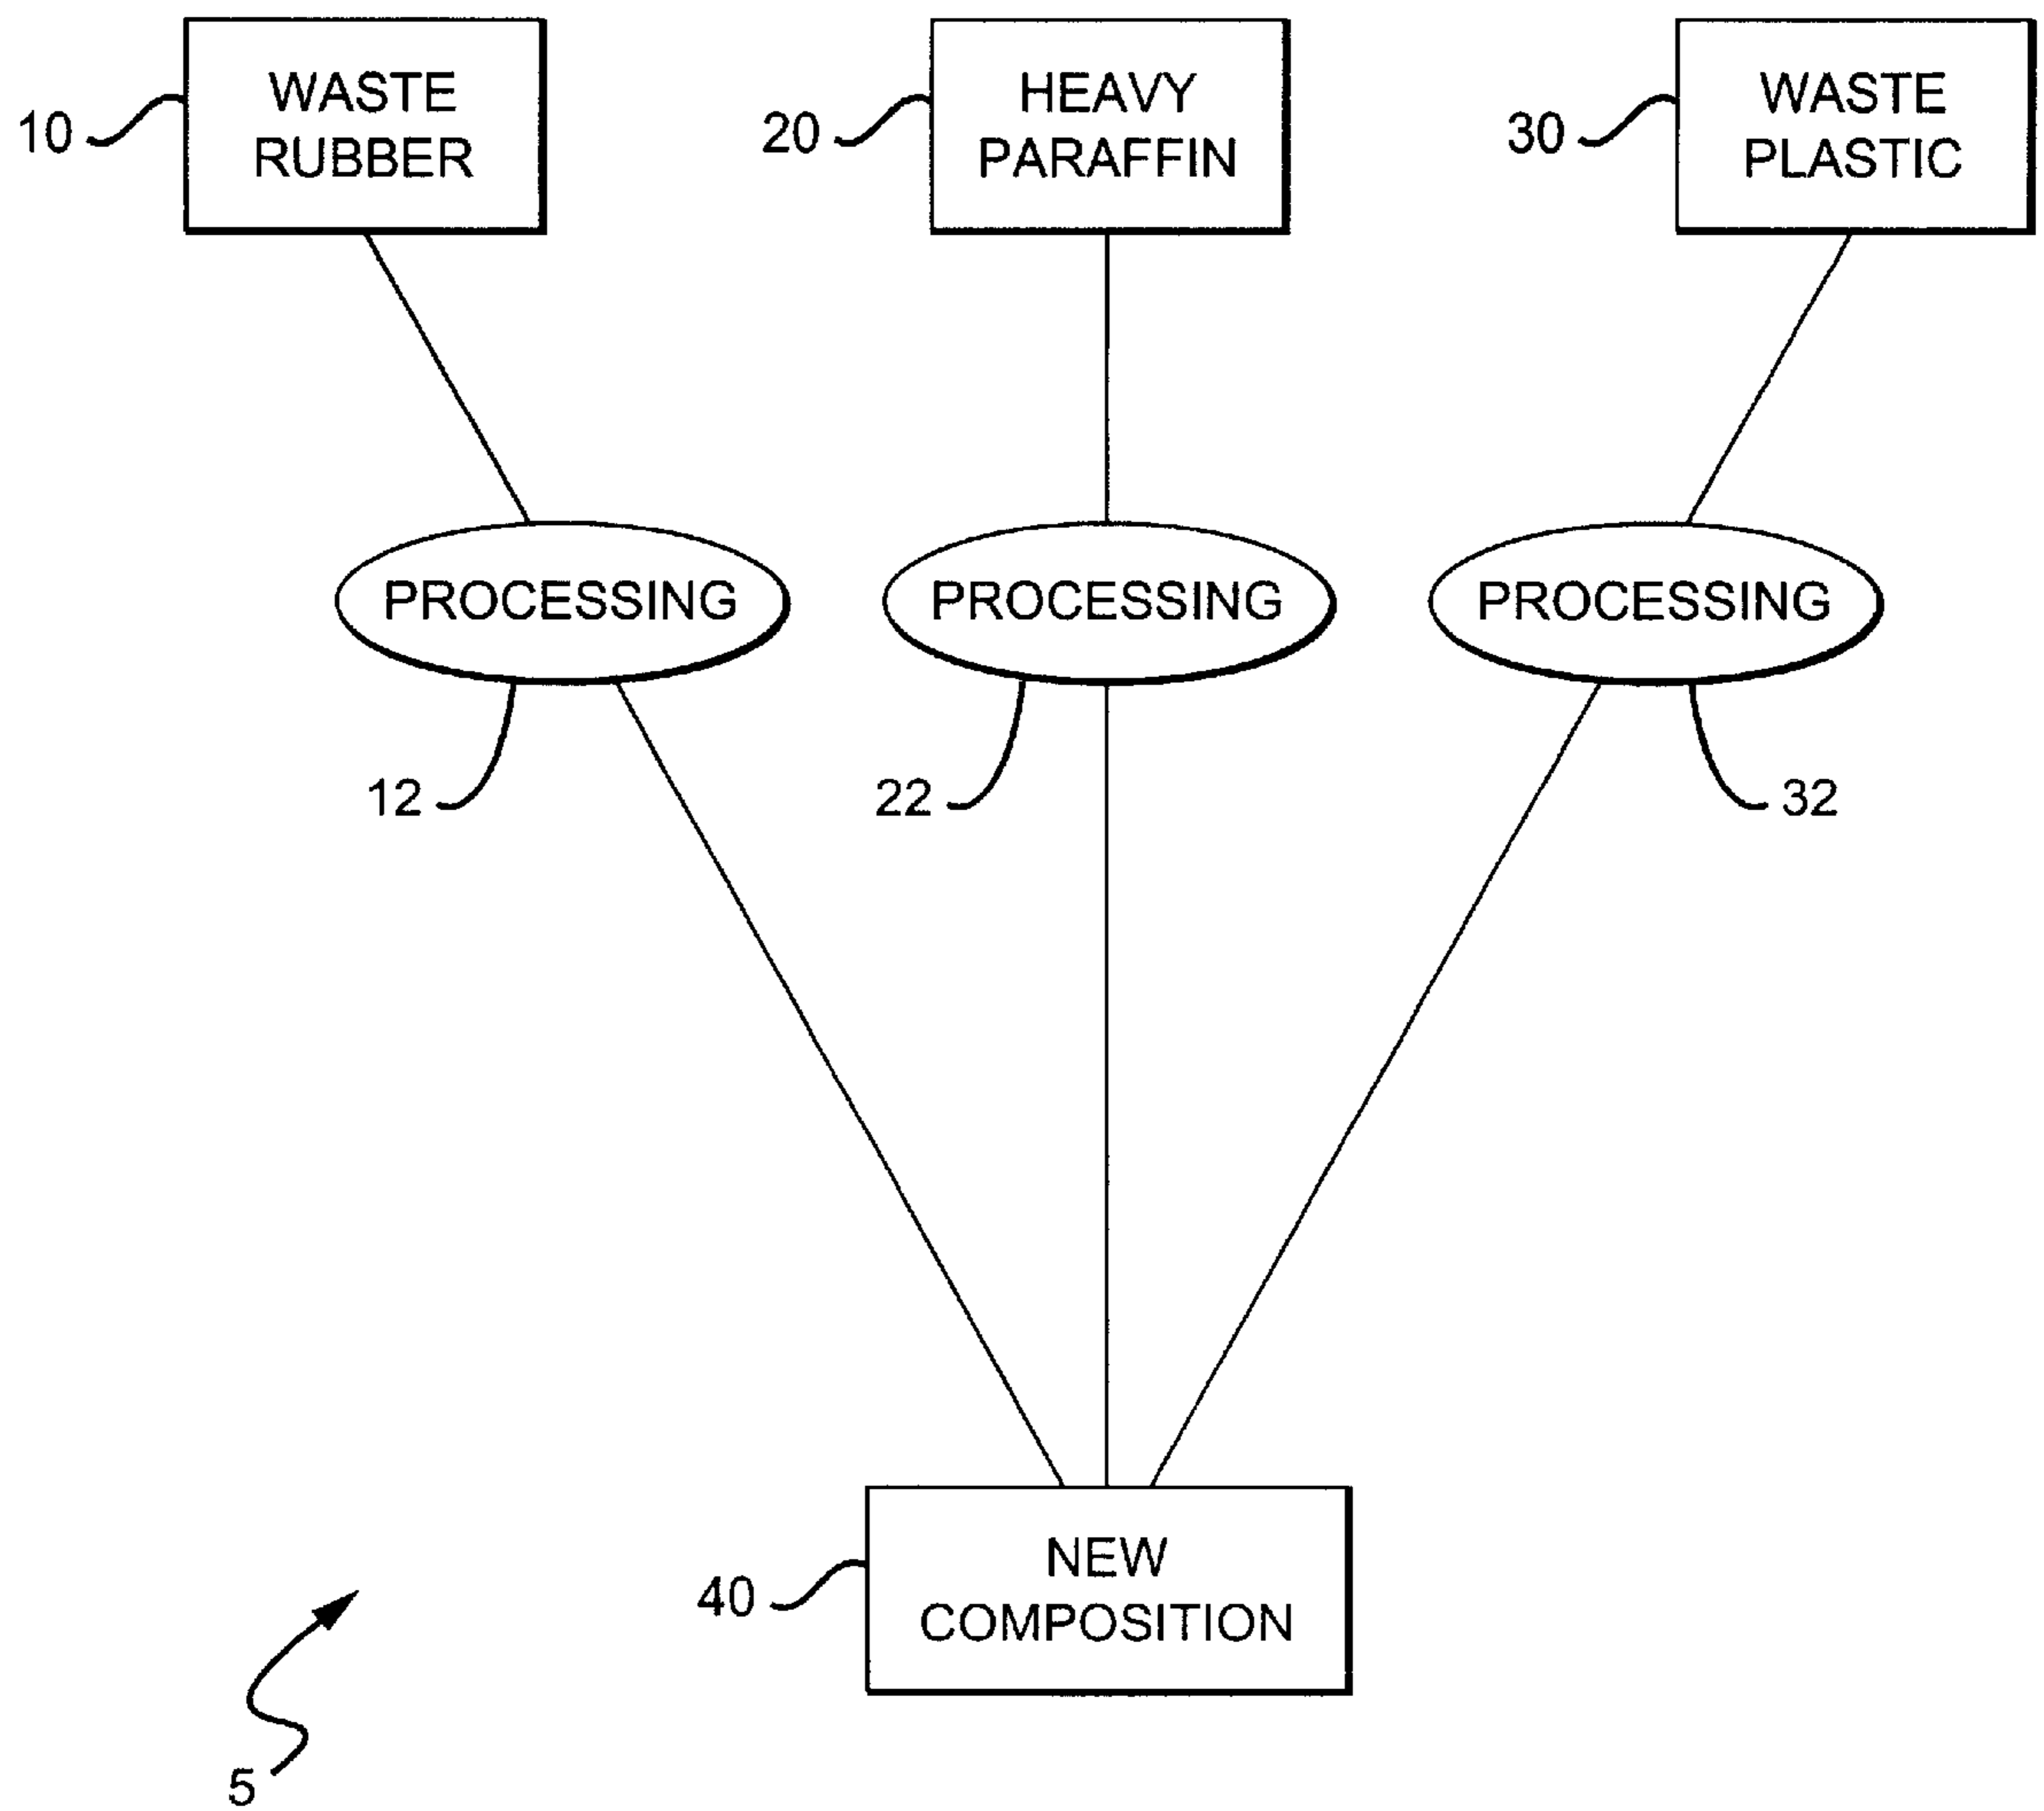 10
WASTE
RUBBER
20
HEAVY
PARAFFIN
30
WASTE
PLASTIC
PROCESSING
PROCESSING
PROCESSING
12
22
32
40
NEW
COMPOSITION
5